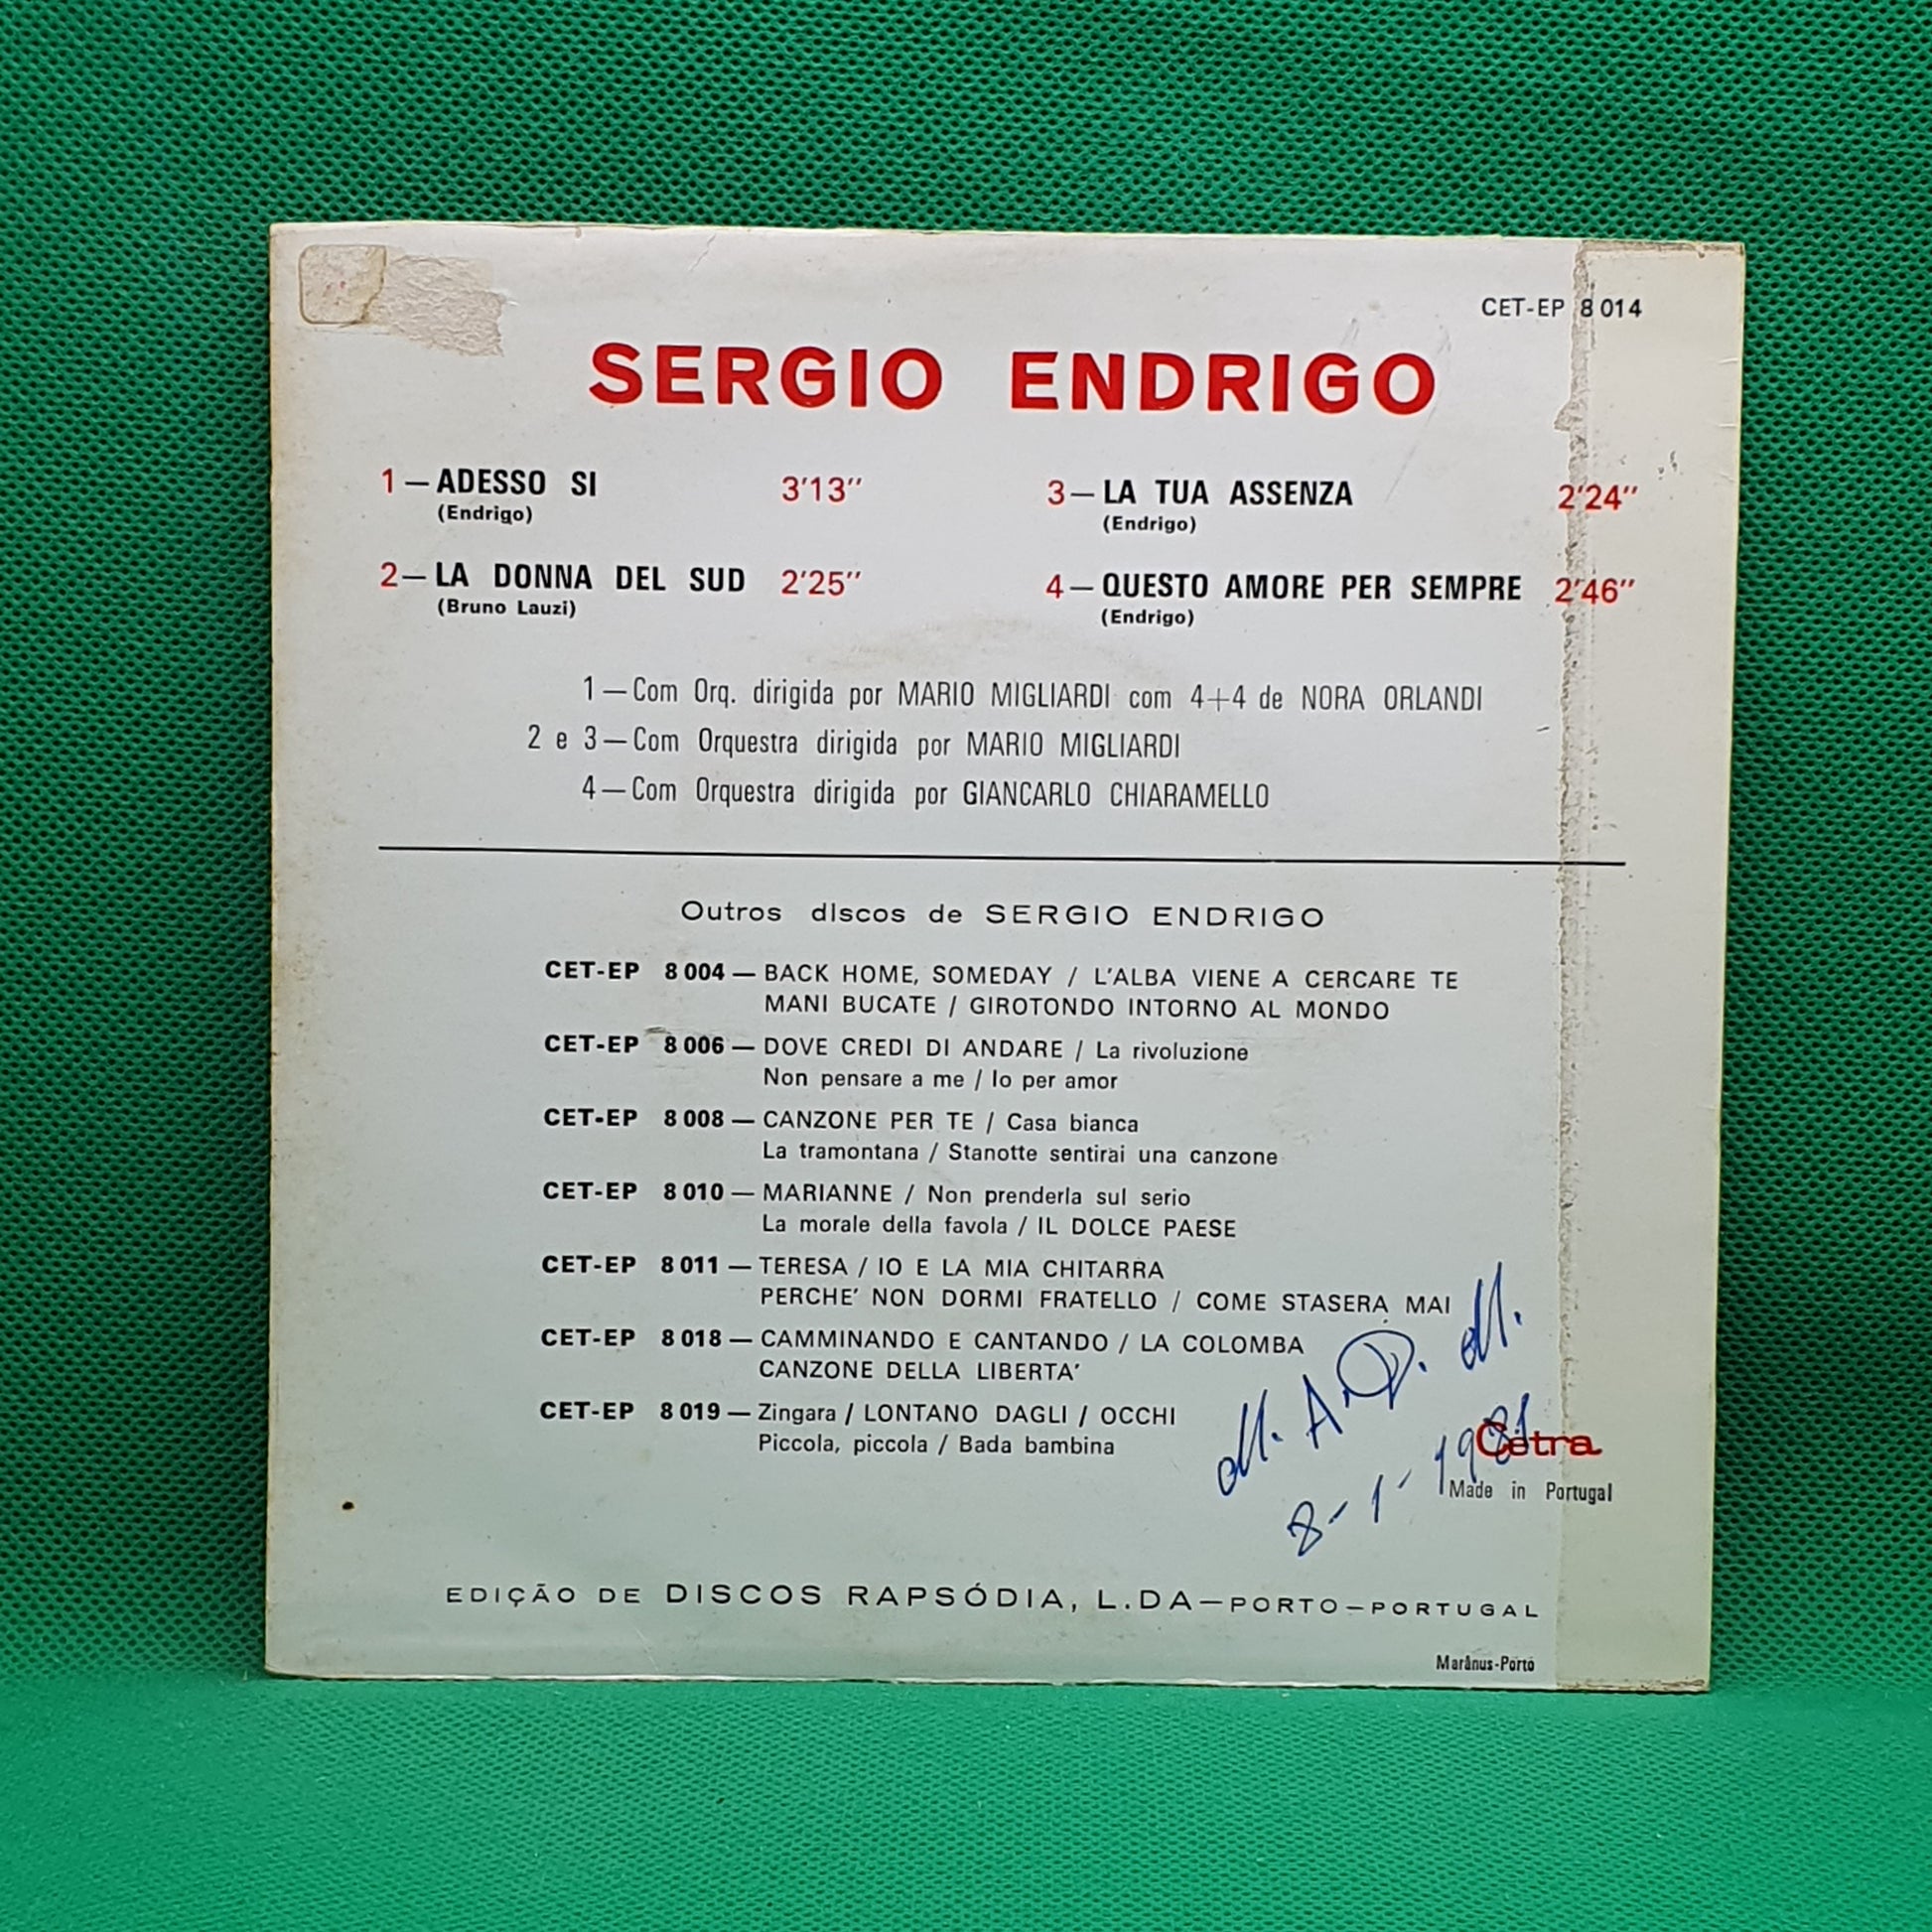 CET-EP 8 014
SERGIO ENDRIGO
1 — ADESSO SI 3'13''
(Endrigo)
2 — LA DONNA DEL SUD 2'25''
(Bruno Lauzi)
3 — LA TUA ASSENZA 2'24''
(Endrigo)
4 — QUESTO AMORE PER SEMPRE 2'46''
(Endrigo)
1 — Com Orq. dirigida por MARIO MIGLIARDI com 4+4 de NORA ORLANDI
2 e 3 — Com Orquestra dirigida por MARIO MIGLIARDI
4 — Com Orquestra dirigida por GIANCARLO CHIARAMELLO
Outros discos de SERGIO ENDRIGO
CET-EP 8 004 — BACK HOME, SOMEDAY / L'ALBA VIENE A CERCARE TE
MANI BUCATE / GIROTONDO INTORNO AL MONDO
CET-EP 8 006 — DOVE CREDI DI ANDARE / La rivoluzione
Non pensare a me / Io per amor
CET-EP 8 008 — CANZONE PER TE / Casa bianca
La tramontana / Stanotte sentirai una canzone
CET-EP 8 010 — MARIANNE / Non prenderla sul serio
La morale della favola / IL DOLCE PAESE
CET-EP 8 011 — TERESA / IO E LA MIA CHITARRA
PERCHE' NON DORMI FRATELLO / COME STASERA MAI
CET-EP 8 018 — CAMMINANDO E CANTANDO / LA COLOMBA
CANZONE DELLA LIBERTA'
CET-EP 8 019 — Zingara / LONTANO DAGLI / OCCHI
Piccola, piccola / Bada bambina
8-1-1981
Cetra
Made in Portugal
EDIÇÃO DE DISCOS RAPSÓDIA, L.DA — PORTO — PORTUGAL
Marânus-Porto